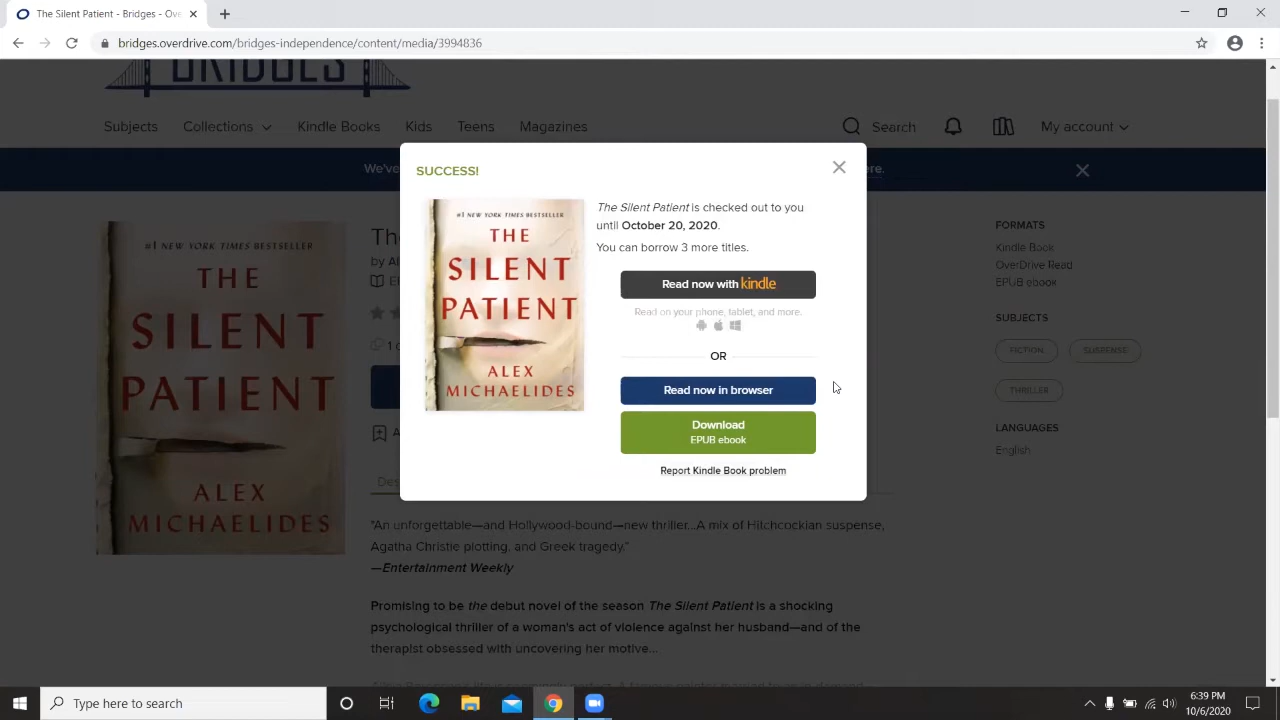 The Silent Patient - Bridges - Ove
bridges.overdrive.com/bridges-independence/content/media/3994836
BRIDGES
Subjects Collections Kindle Books Kids Teens Magazines Search My account
We've
ere.
SUCCESS!
The Silent Patient is checked out to you
until October 20, 2020.
You can borrow 3 more titles.
Read now with kindle
Read on your phone, tablet, and more.
OR
Read now in browser
Download
EPUB ebook
Report Kindle Book problem
#1 NEW YORK TIMES BESTSELLER
THE
SILENT
PATIENT
ALEX
MICHAELIDES
#1 NEW YORK TIMES BESTSELLER
THE
SILENT
PATIENT
ALEX
MICHAELIDES
The
by Al
FORMATS
Kindle Book
OverDrive Read
EPUB ebook
SUBJECTS
FICTION SUSPENSE
THRILLER
LANGUAGES
English
Des
"An unforgettable—and Hollywood-bound—new thriller...A mix of Hitchcockian suspense,
Agatha Christie plotting, and Greek tragedy."
—Entertainment Weekly
Promising to be the debut novel of the season The Silent Patient is a shocking
psychological thriller of a woman's act of violence against her husband—and of the
therapist obsessed with uncovering her motive...
Type here to search
6:39 PM
10/6/2020